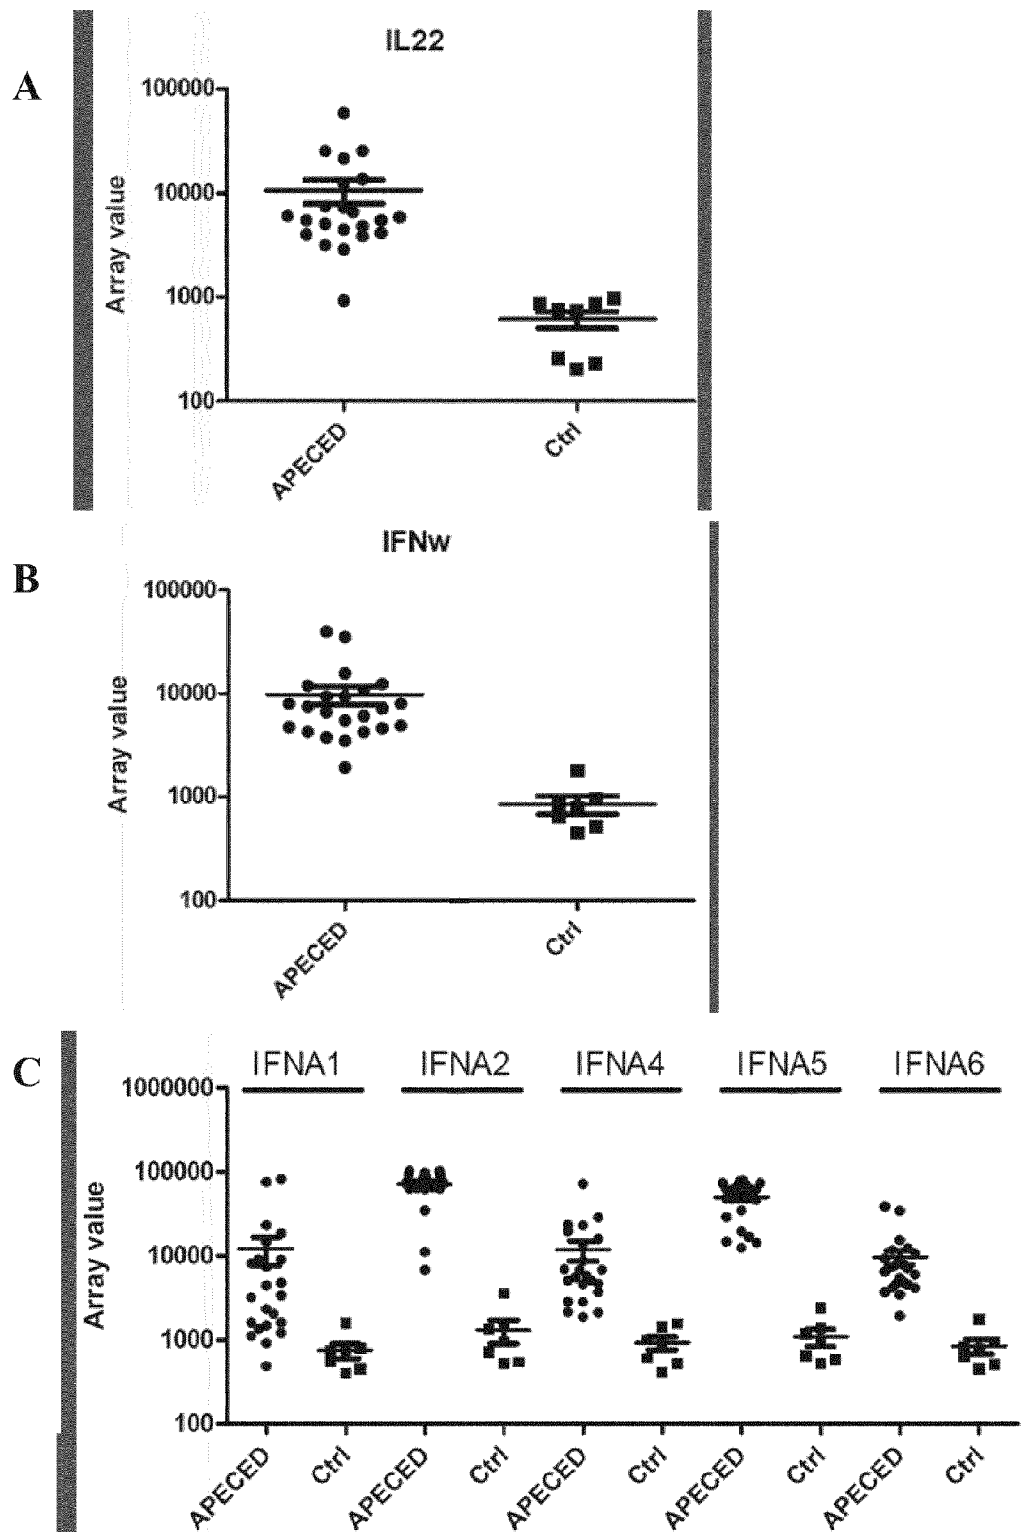 A
IL22
100000
10000
1000
100
Array value
APECED
Ctrl
B
IFNw
100000
10000
1000
100
Array value
APECED
Ctrl
C
IFNA1 IFNA2 IFNA4 IFNA5 IFNA6
1000000
100000
10000
1000
100
Array value
APECED Ctrl APECED Ctrl APECED Ctrl APECED Ctrl APECED Ctrl